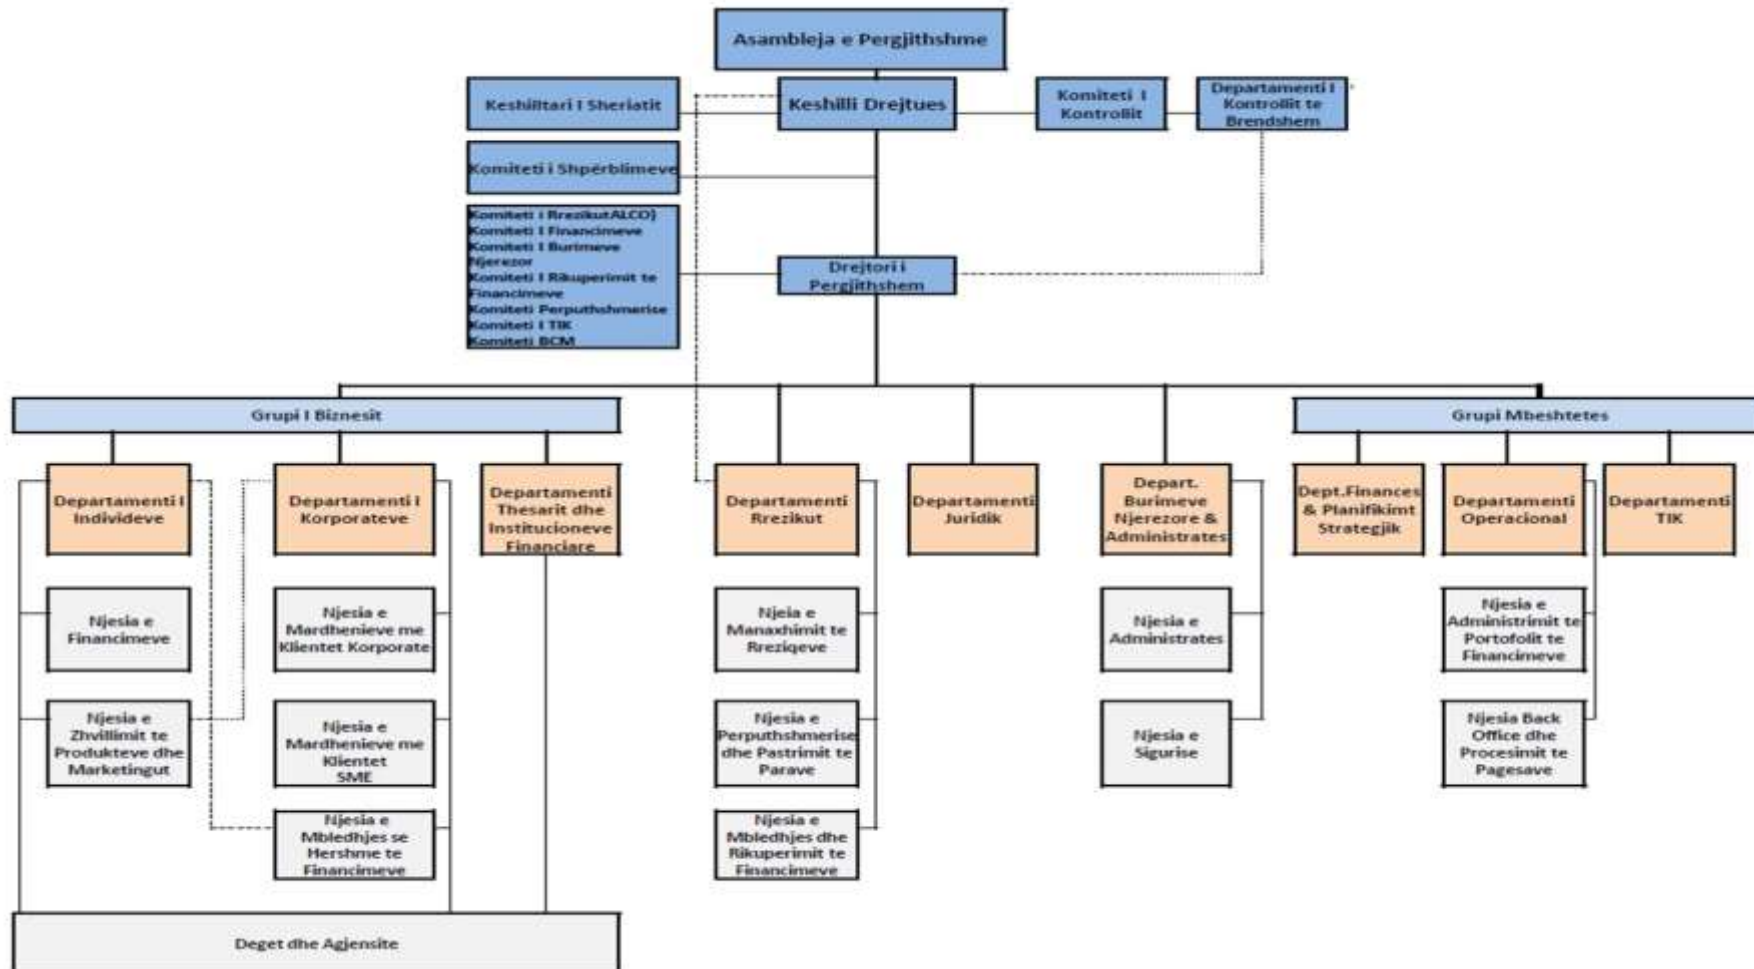 Asambleja e Pergjithshme
Keshilltari I Sheriatit
Keshilli Drejtues
Komiteti I
Kontrollit
Departamenti I
Kontrollit te
Brendshem
Komiteti i Shpérblimeve
Komiteti i RrezikutALCO)
Komiteti I Financimeve
Komiteti I Burimeve
Njerezor
Komiteti I Rikuperimit te
Financimeve
Komiteti Perputhshmerise
Komiteti I TIK
Komiteti BCM
Drejtori i
Pergjithshem
Grupi I Biznesit
Grupi Mbeshtetes
Departamenti I
Individeve
Departamenti I
Korporateve
Departamenti
Thesarit dhe
Institucioneve
Financiare
Departamenti
Rrezikut
Departamenti
Juridik
Depart.
Burimeve
Njerezore &
Administrates
Dept.Finances
& Planifikimt
Strategjik
Departamenti
Operacional
Departamenti
TIK
Njesia e
Financimeve
Njesia e
Mardhenieve me
Klientet Korporate
Njeia e
Manaxhimit te
Rreziqeve
Njesia e
Administrates
Njesia e
Administrimit te
Portofolit te
Financimeve
Njesia e
Zhvillimit te
Produkteve dhe
Marketingut
Njesia e
Mardhenieve me
Klientet
SME
Njesia e
Perputhshmerise
dhe Pastrimit te
Parave
Njesia e
Sigurise
Njesia Back
Office dhe
Procesimit te
Pagesave
Njesia e
Mbledhjes se
Hershme te
Financimeve
Njesia e
Mbledhjes dhe
Rikuperimit te
Financimeve
Deget dhe Agjensite